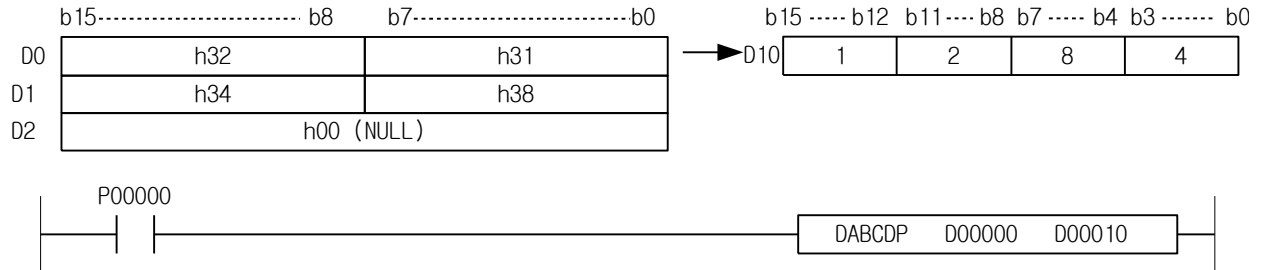 b15 b8 b7 b0 b15 b12 b11 b8 b7 b4 b3 b0
D0 h32 h31 D10 1 2 8 4
D1 h34 h38
D2 h00 (NULL)
P00000
DABCDP D00000 D00010